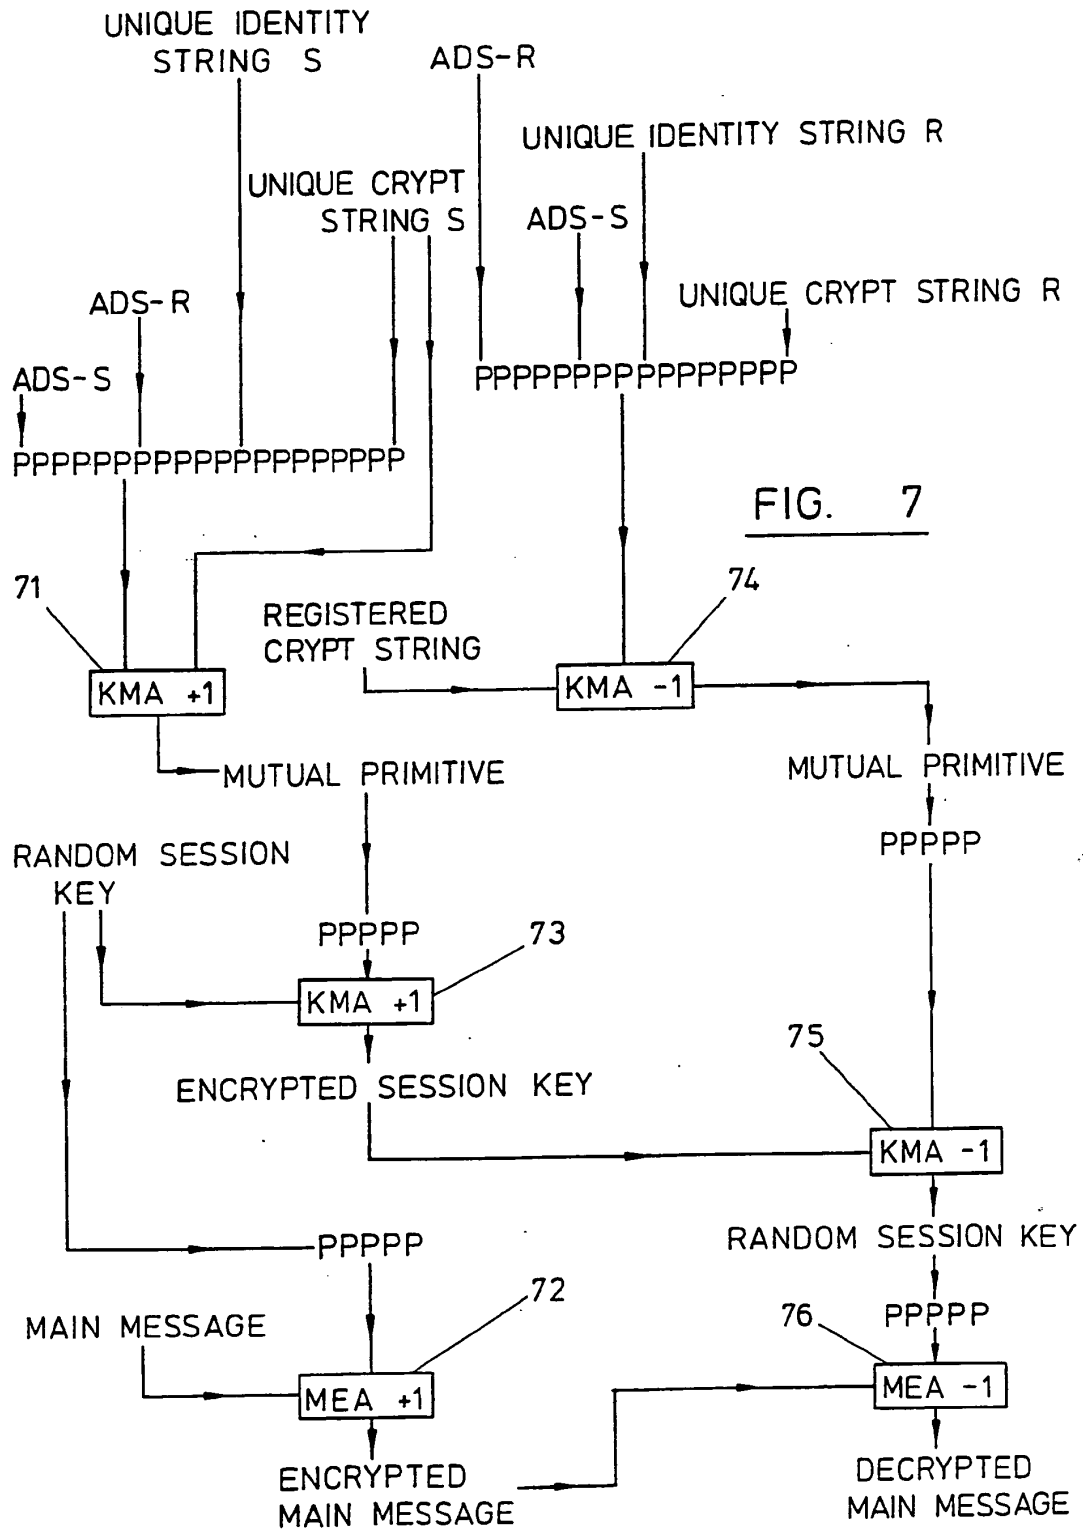 UNIQUE IDENTITY
STRING S
ADS-R
UNIQUE IDENTITY STRING R
UNIQUE CRYPT
STRING S
ADS-S
UNIQUE CRYPT STRING R
ADS-R
ADS-S
PPPPPPPPPPPPPPPP
PPPPPPPPPPPPPPPPPPPP
FIG. 7
71
74
REGISTERED
CRYPT STRING
KMA +1
KMA -1
MUTUAL PRIMITIVE
MUTUAL PRIMITIVE
PPPPP
RANDOM SESSION
KEY
PPPPP
73
KMA +1
75
ENCRYPTED SESSION KEY
KMA -1
RANDOM SESSION KEY
PPPPP
72
PPPPP
76
MAIN MESSAGE
MEA +1
MEA -1
ENCRYPTED
MAIN MESSAGE
DECRYPTED
MAIN MESSAGE